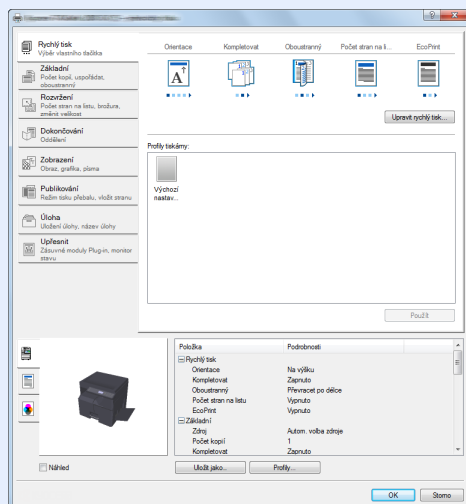 Rychlý tisk
Výběr vlastního tlačítka
Základní
Počet kopií, uspořádat,
oboustranný
Rozvržení
Počet stran na listu, brožura,
změnit velikost
Dokončování
Oddělení
Zobrazení
Obraz, grafika, písma
Publikování
Režim tisku přebalu, vložit stranu
Úloha
Uložení úlohy, název úlohy
Upřesnit
Zásuvné moduly Plug-in, monitor
stavu
Orientace Kompletovat Oboustranný Počet stran na li... EcoPrint
A
Upravit rychlý tisk...
Profily tiskárny:
Výchozí
nastav...
Použít
Položka Podrobnosti
Rychlý tisk
Orientace Na výšku
Kompletovat Zapnuto
Oboustranný Převracet po délce
Počet stran na listu Vypnuto
EcoPrint Vypnuto
Základní
Zdroj Autom. volba zdroje
Počet kopií 1
Kompletovat Zapnuto
Náhled
Uložit jako... Profily...
OK Storno